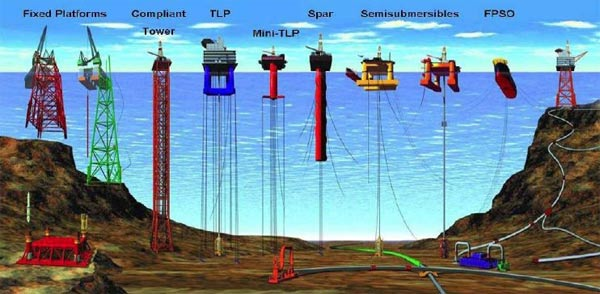 Fixed Platforms
Compliant
Tower
TLP
Mini-TLP
Spar
Semisubmersibles
FPSO